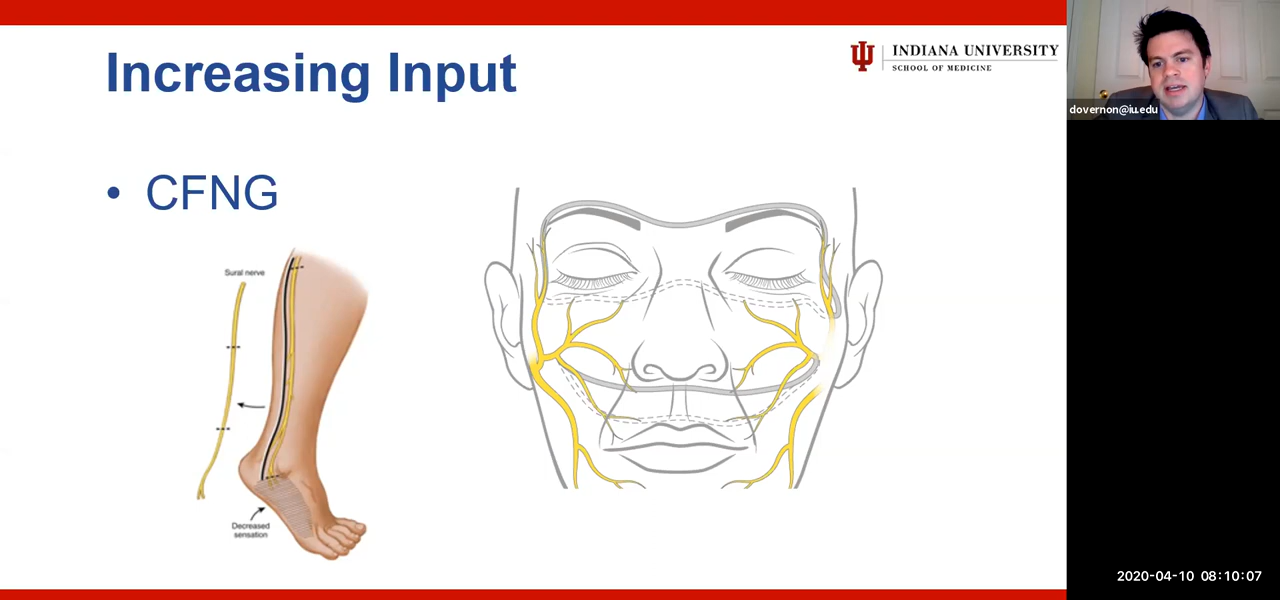 Increasing Input
INDIANA UNIVERSITY
SCHOOL OF MEDICINE
dovernon@iu.edu
• CFNG
Sural nerve
Decreased
sensation
2020-04-10 08:10:07